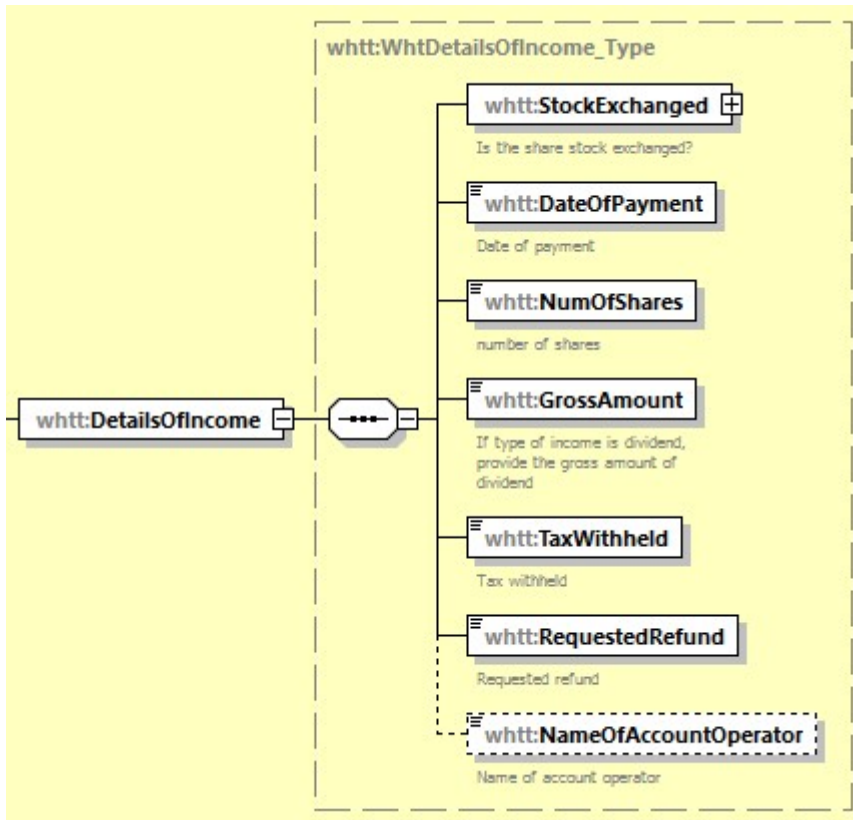 whtt:WhtDetailsOfIncome_Type
whtt:StockExchanged
Is the share stock exchanged?
whtt:DateOfPayment
Date of payment
whtt:NumOfShares
number of shares
whtt:DetailsOfIncome
whtt:GrossAmount
If type of income is dividend,
provide the gross amount of
dividend
whtt:TaxWithheld
Tax withheld
whtt:RequestedRefund
Requested refund
whtt:NameOfAccountOperator
Name of account operator